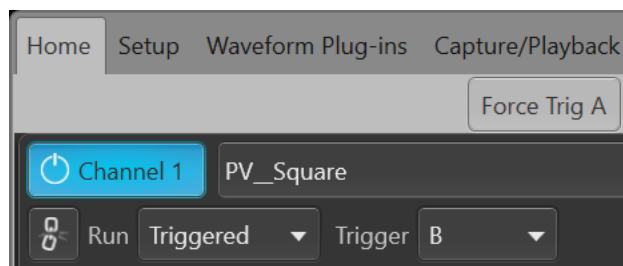 Home Setup Waveform Plug-ins Capture/Playback
Force Trig A
Channel 1 PV__Square
Run Triggered Trigger B